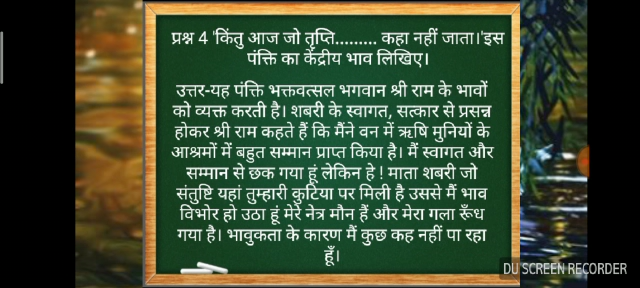 प्रश्न 4 'किंतु आज जो तृप्ति......... कहा नहीं जाता।'इस
पंक्ति का केंद्रीय भाव लिखिए।
उत्तर-यह पंक्ति भक्तवत्सल भगवान श्री राम के भावों
को व्यक्त करती है। शबरी के स्वागत, सत्कार से प्रसन्न
होकर श्री राम कहते हैं कि मैंने वन में ऋषि मुनियों के
आश्रमों में बहुत सम्मान प्राप्त किया है। मैं स्वागत और
सम्मान से छक गया हूं लेकिन हे ! माता शबरी जो
संतुष्टि यहां तुम्हारी कुटिया पर मिली है उससे मैं भाव
विभोर हो उठा हूं मेरे नेत्र मौन हैं और मेरा गला रूँध
गया है। भावुकता के कारण मैं कुछ कह नहीं पा रहा
हूँ।
DU SCREEN RECORDER